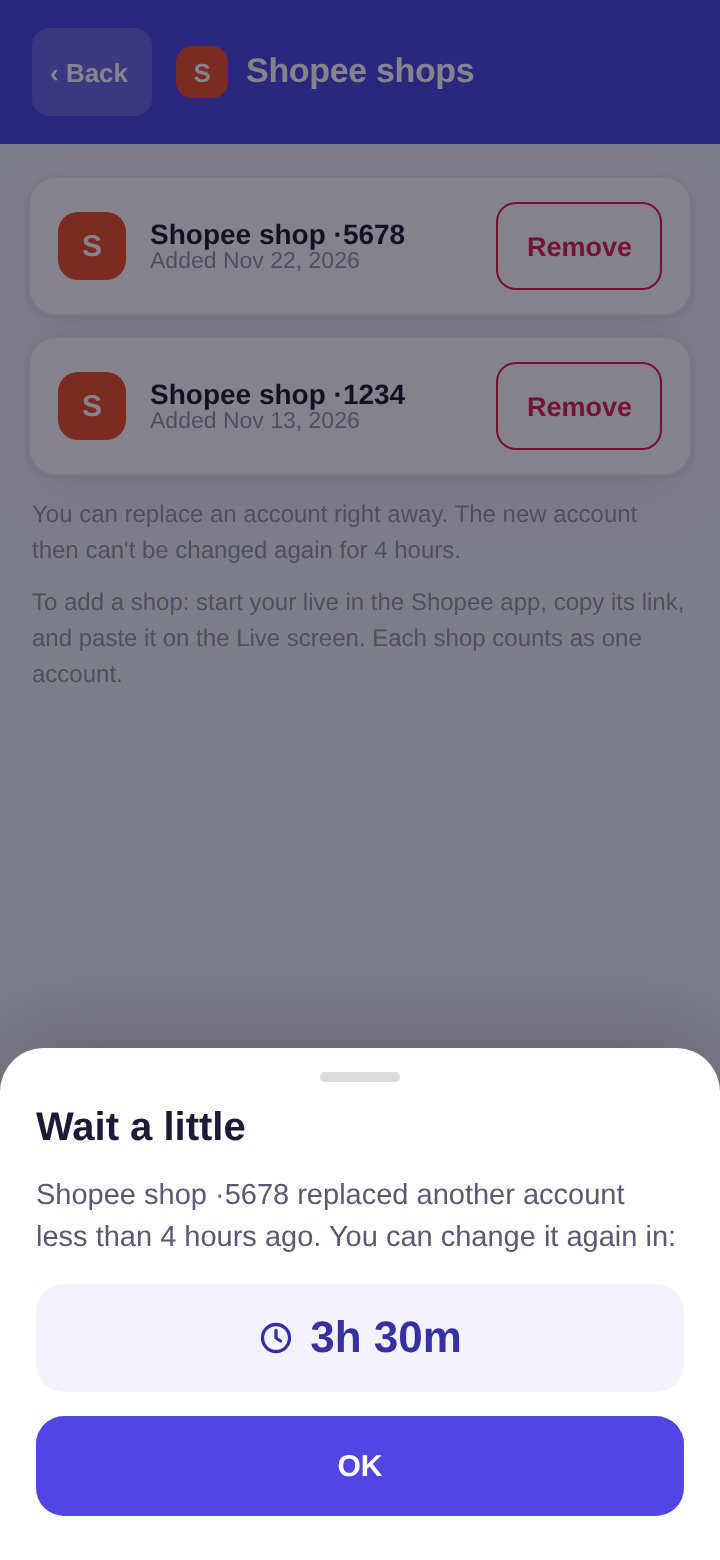 ‹ Back
S
Shopee shops
S
Shopee shop ·5678
Added Nov 22, 2026
Remove
S
Shopee shop ·1234
Added Nov 13, 2026
Remove
You can replace an account right away. The new account
then can't be changed again for 4 hours.
To add a shop: start your live in the Shopee app, copy its link,
and paste it on the Live screen. Each shop counts as one
account.
Wait a little
Shopee shop ·5678 replaced another account
less than 4 hours ago. You can change it again in:
3h 30m
OK